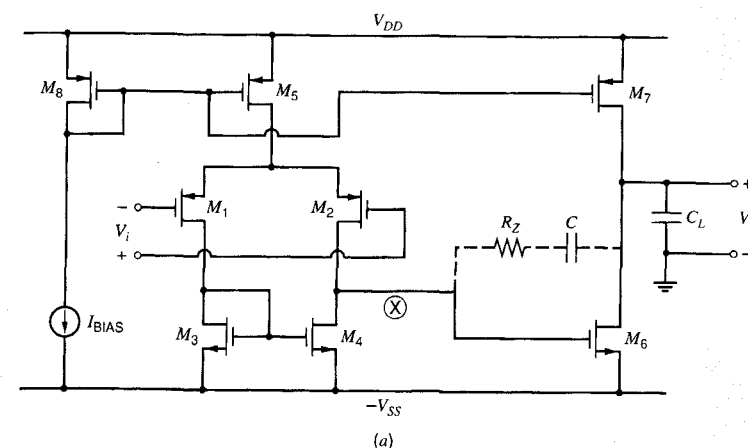 V_DD
M_8
M_5
M_7
− M_1
M_2
V_i
+
R_Z
C
C_L
+
V
−
I_BIAS
X
M_3
M_4
M_6
−V_SS
(a)